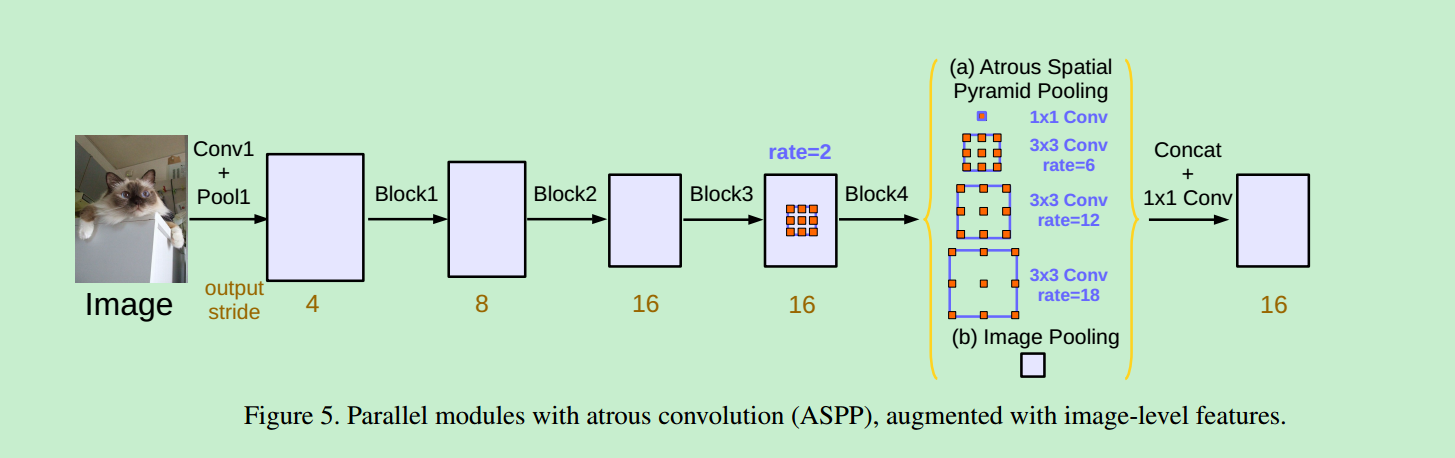 (a) Atrous Spatial
Pyramid Pooling
1x1 Conv
3x3 Conv
rate=6
3x3 Conv
rate=12
3x3 Conv
rate=18
(b) Image Pooling
Conv1
+
Pool1
Block1
Block2
Block3
rate=2
Block4
Concat
+
1x1 Conv
Image
output
stride
4
8
16
16
16
Figure 5. Parallel modules with atrous convolution (ASPP), augmented with image-level features.